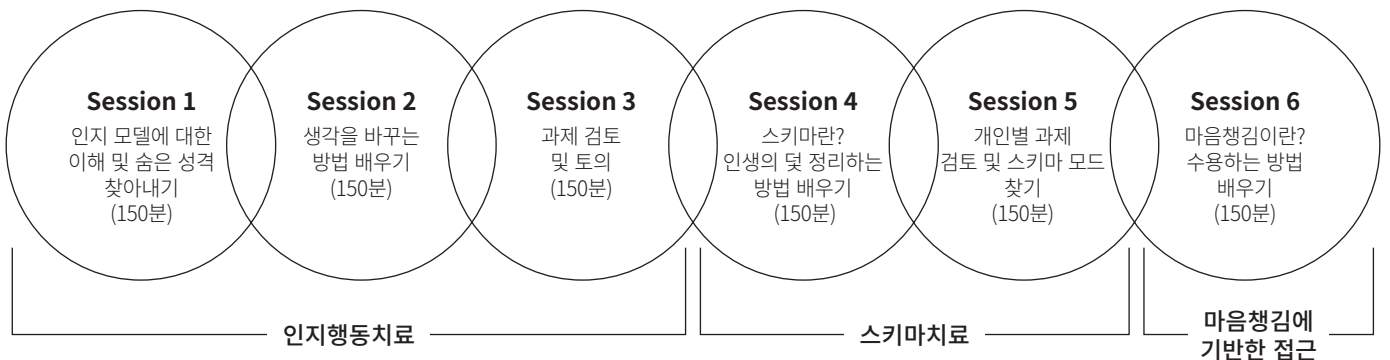 Session 1
인지 모델에 대한
이해 및 숨은 성격
찾아내기
(150분)
Session 2
생각을 바꾸는
방법 배우기
(150분)
Session 3
과제 검토
및 토의
(150분)
Session 4
스키마란?
인생의 덫 정리하는
방법 배우기
(150분)
Session 5
개인별 과제
검토 및 스키마 모드
찾기
(150분)
Session 6
마음챙김이란?
수용하는 방법
배우기
(150분)
인지행동치료
스키마치료
마음챙김에
기반한 접근